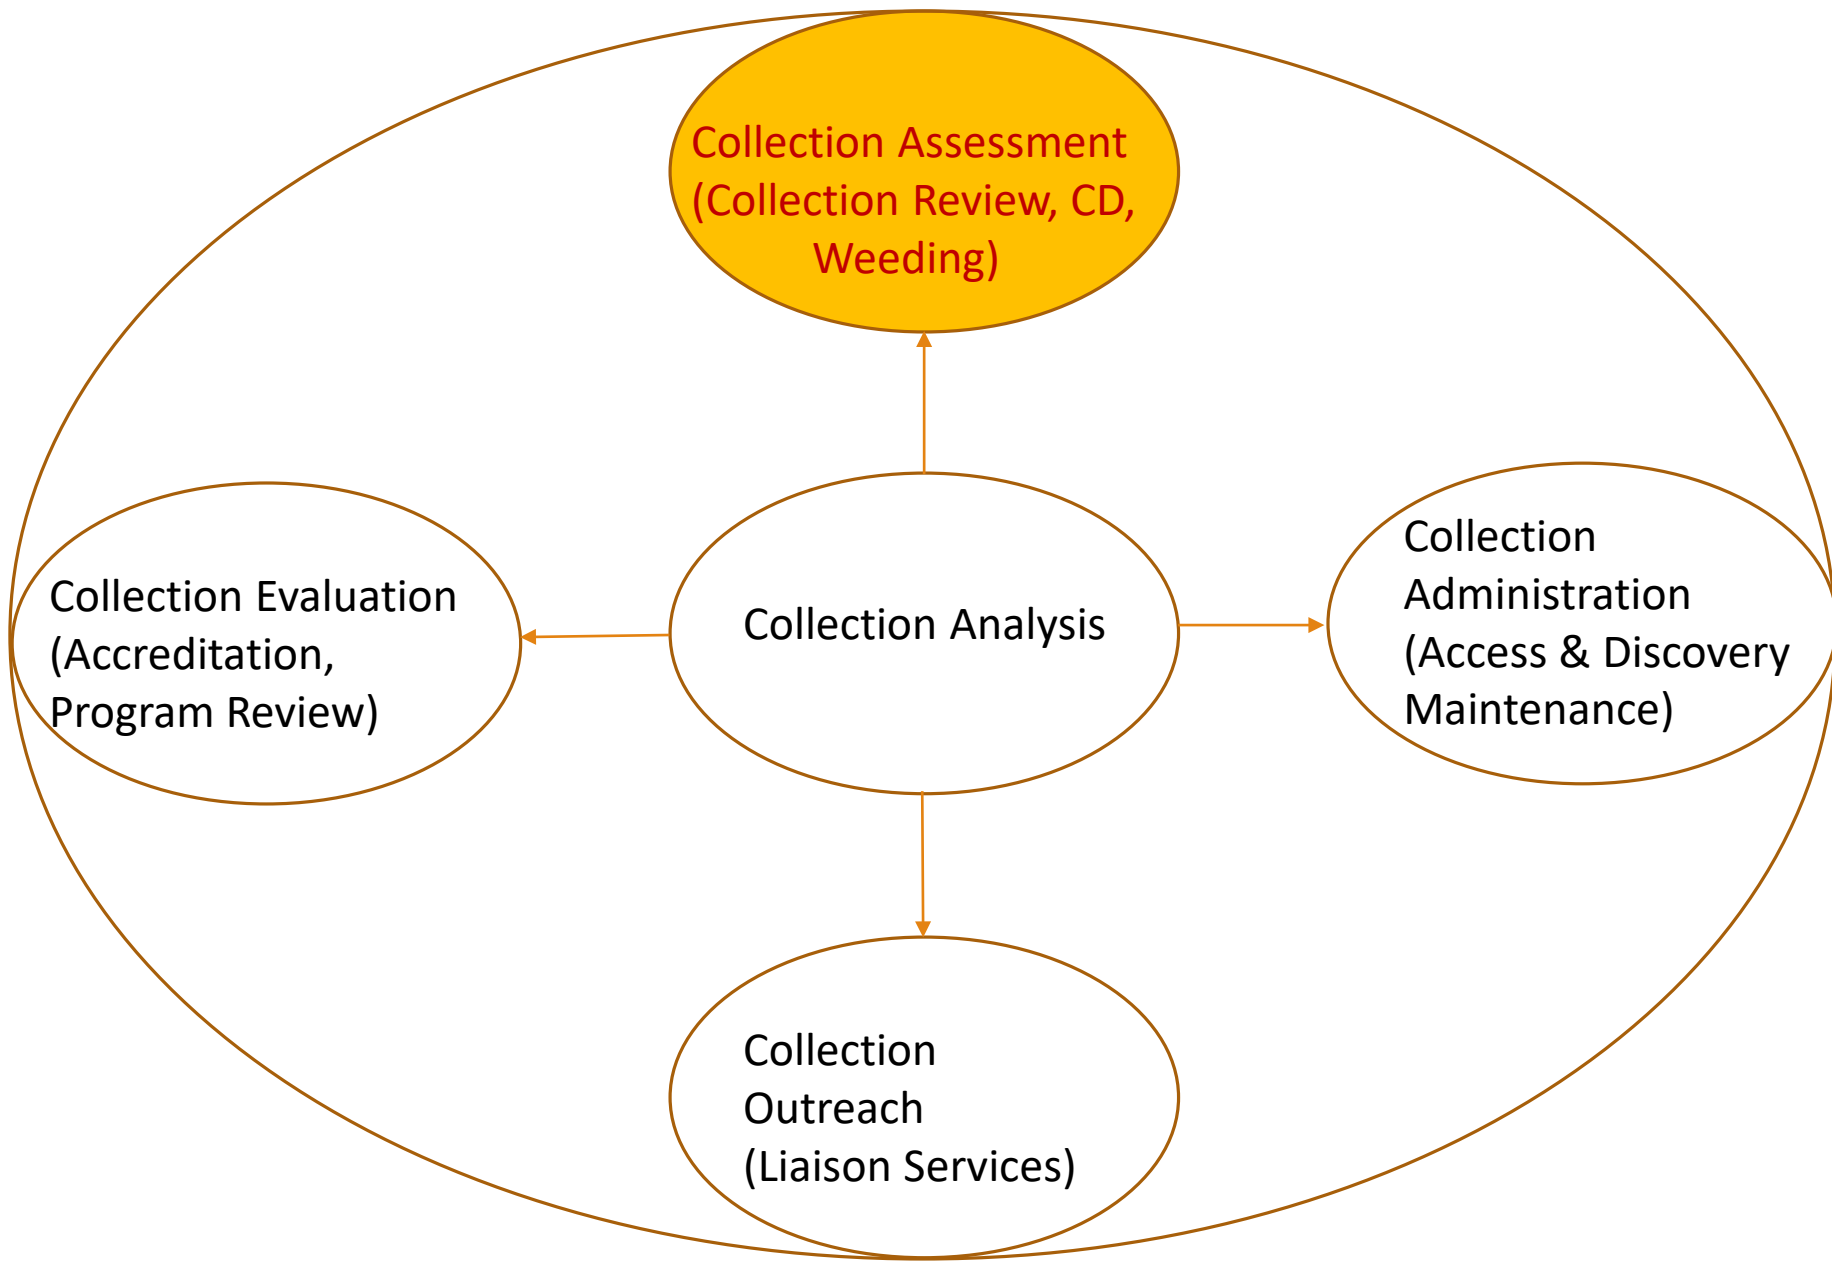 Collection Assessment
(Collection Review, CD,
Weeding)
Collection Evaluation
(Accreditation,
Program Review)
Collection Analysis
Collection
Administration
(Access & Discovery
Maintenance)
Collection
Outreach
(Liaison Services)